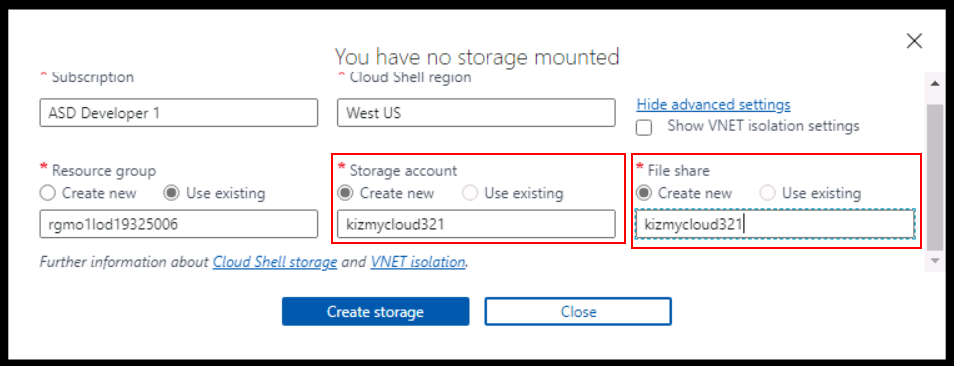 You have no storage mounted
* Subscription
* Cloud Shell region
ASD Developer 1
West US
Hide advanced settings
Show VNET isolation settings
* Resource group
* Storage account
* File share
Create new Use existing
Create new Use existing
Create new Use existing
rgmo1lod19325006
kizmycloud321
kizmycloud321
Further information about Cloud Shell storage and VNET isolation.
Create storage
Close